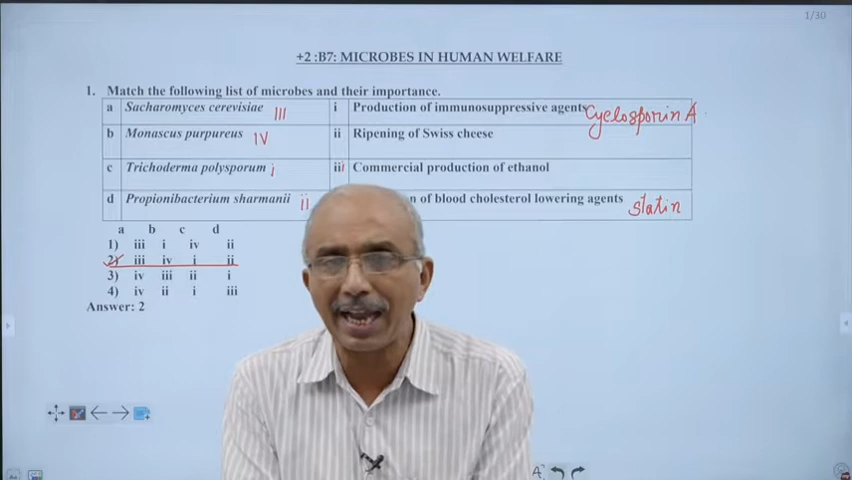 1/30
+2 :B7: MICROBES IN HUMAN WELFARE
1. Match the following list of microbes and their importance.
a Sacharomyces cerevisiae III i Production of immunosuppressive agents Cyclosporin A
b Monascus purpureus IV ii Ripening of Swiss cheese
c Trichoderma polysporum i iii Commercial production of ethanol
d Propionibacterium sharmanii ii n of blood cholesterol lowering agents statin
a b c d
1) iii i iv ii
2) iii iv i ii
3) iv iii ii i
4) iv ii i iii
Answer: 2